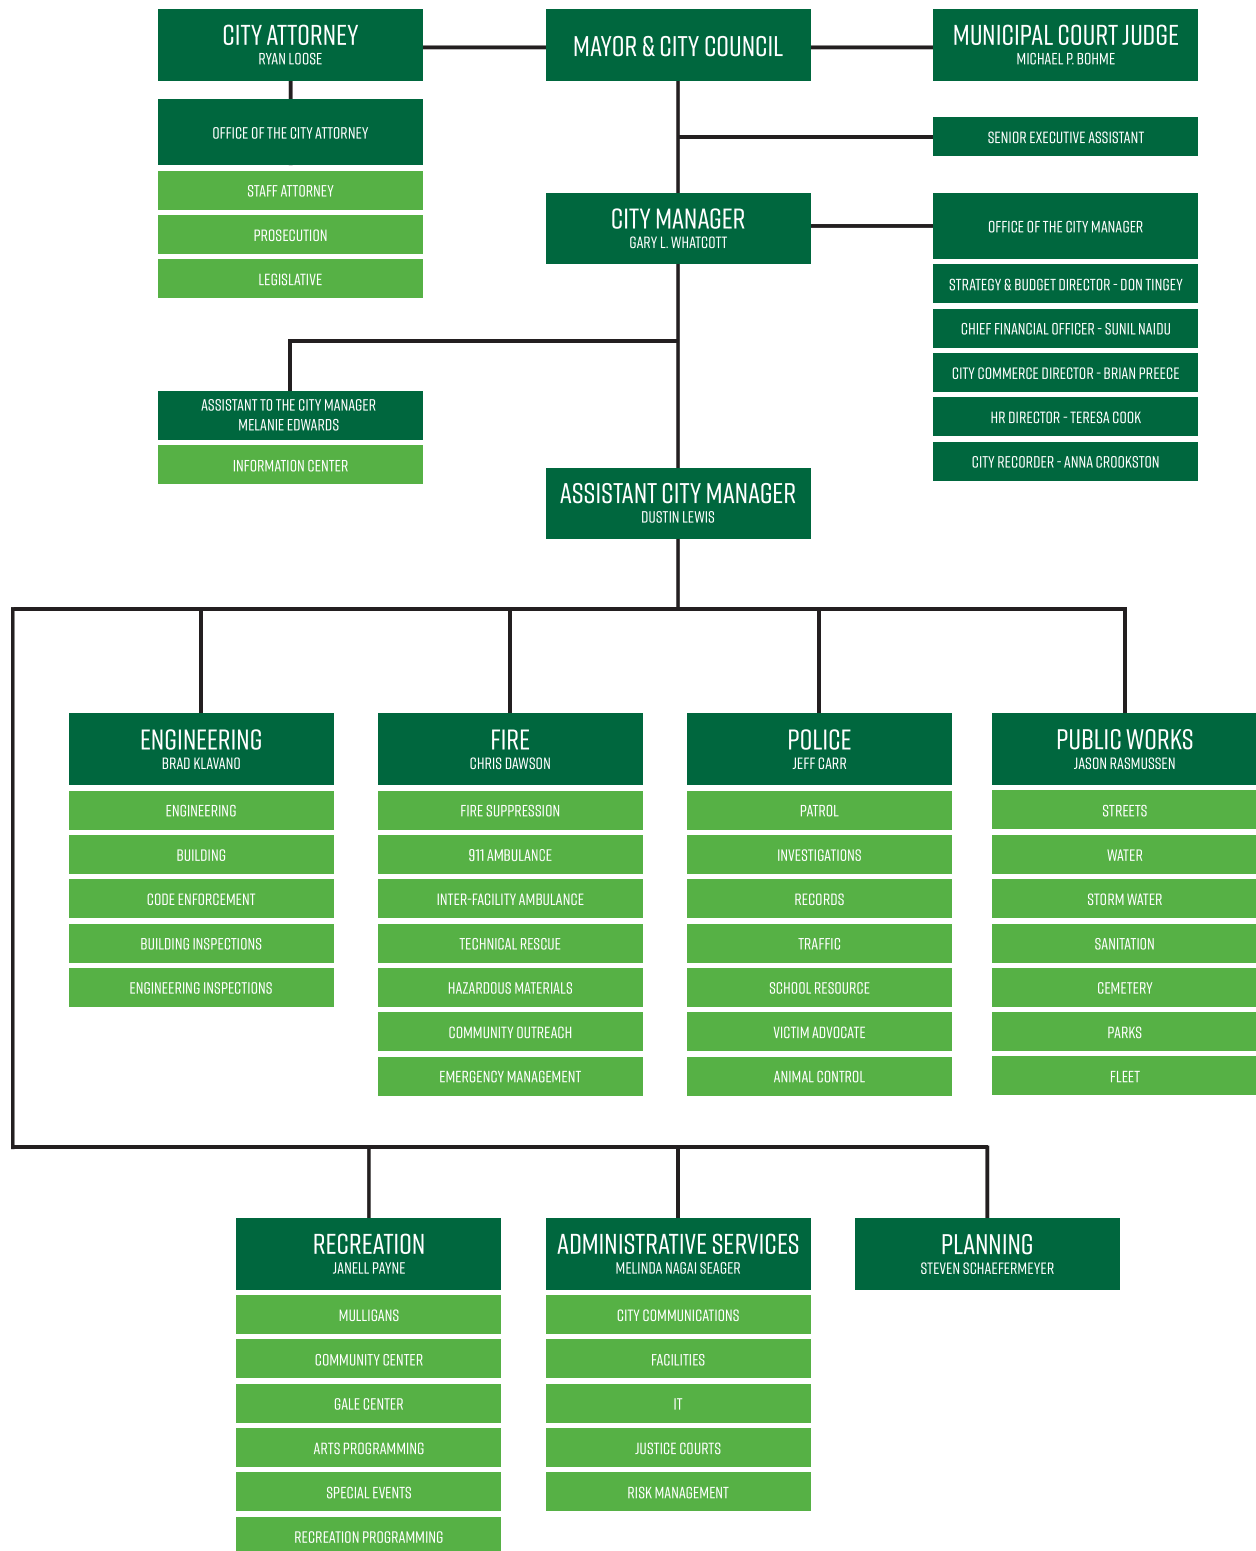 CITY ATTORNEY
RYAN LOOSE
MAYOR & CITY COUNCIL
MUNICIPAL COURT JUDGE
MICHAEL P. BOHME
OFFICE OF THE CITY ATTORNEY
STAFF ATTORNEY
PROSECUTION
LEGISLATIVE
SENIOR EXECUTIVE ASSISTANT
CITY MANAGER
GARY L. WHATCOTT
OFFICE OF THE CITY MANAGER
STRATEGY & BUDGET DIRECTOR - DON TINGEY
CHIEF FINANCIAL OFFICER - SUNIL NAIDU
CITY COMMERCE DIRECTOR - BRIAN PREECE
HR DIRECTOR - TERESA COOK
CITY RECORDER - ANNA CROOKSTON
ASSISTANT TO THE CITY MANAGER
MELANIE EDWARDS
INFORMATION CENTER
ASSISTANT CITY MANAGER
DUSTIN LEWIS
ENGINEERING
BRAD KLAVANO
ENGINEERING
BUILDING
CODE ENFORCEMENT
BUILDING INSPECTIONS
ENGINEERING INSPECTIONS
FIRE
CHRIS DAWSON
FIRE SUPPRESSION
911 AMBULANCE
INTER-FACILITY AMBULANCE
TECHNICAL RESCUE
HAZARDOUS MATERIALS
COMMUNITY OUTREACH
EMERGENCY MANAGEMENT
POLICE
JEFF CARR
PATROL
INVESTIGATIONS
RECORDS
TRAFFIC
SCHOOL RESOURCE
VICTIM ADVOCATE
ANIMAL CONTROL
PUBLIC WORKS
JASON RASMUSSEN
STREETS
WATER
STORM WATER
SANITATION
CEMETERY
PARKS
FLEET
RECREATION
JANELL PAYNE
MULLIGANS
COMMUNITY CENTER
GALE CENTER
ARTS PROGRAMMING
SPECIAL EVENTS
RECREATION PROGRAMMING
ADMINISTRATIVE SERVICES
MELINDA NAGAI SEAGER
CITY COMMUNICATIONS
FACILITIES
IT
JUSTICE COURTS
RISK MANAGEMENT
PLANNING
STEVEN SCHAEFERMEYER